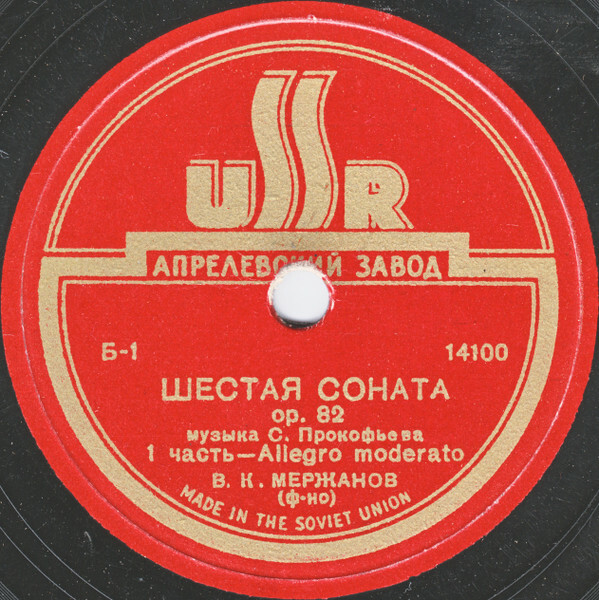 USSR
АПРЕЛЕВСКИЙ ЗАВОД
Б-1 14100
ШЕСТАЯ СОНАТА
ор. 82
музыка С. Прокофьева
1 часть—Allegro moderato
В. К. МЕРЖАНОВ
(ф-но)
MADE IN THE SOVIET UNION